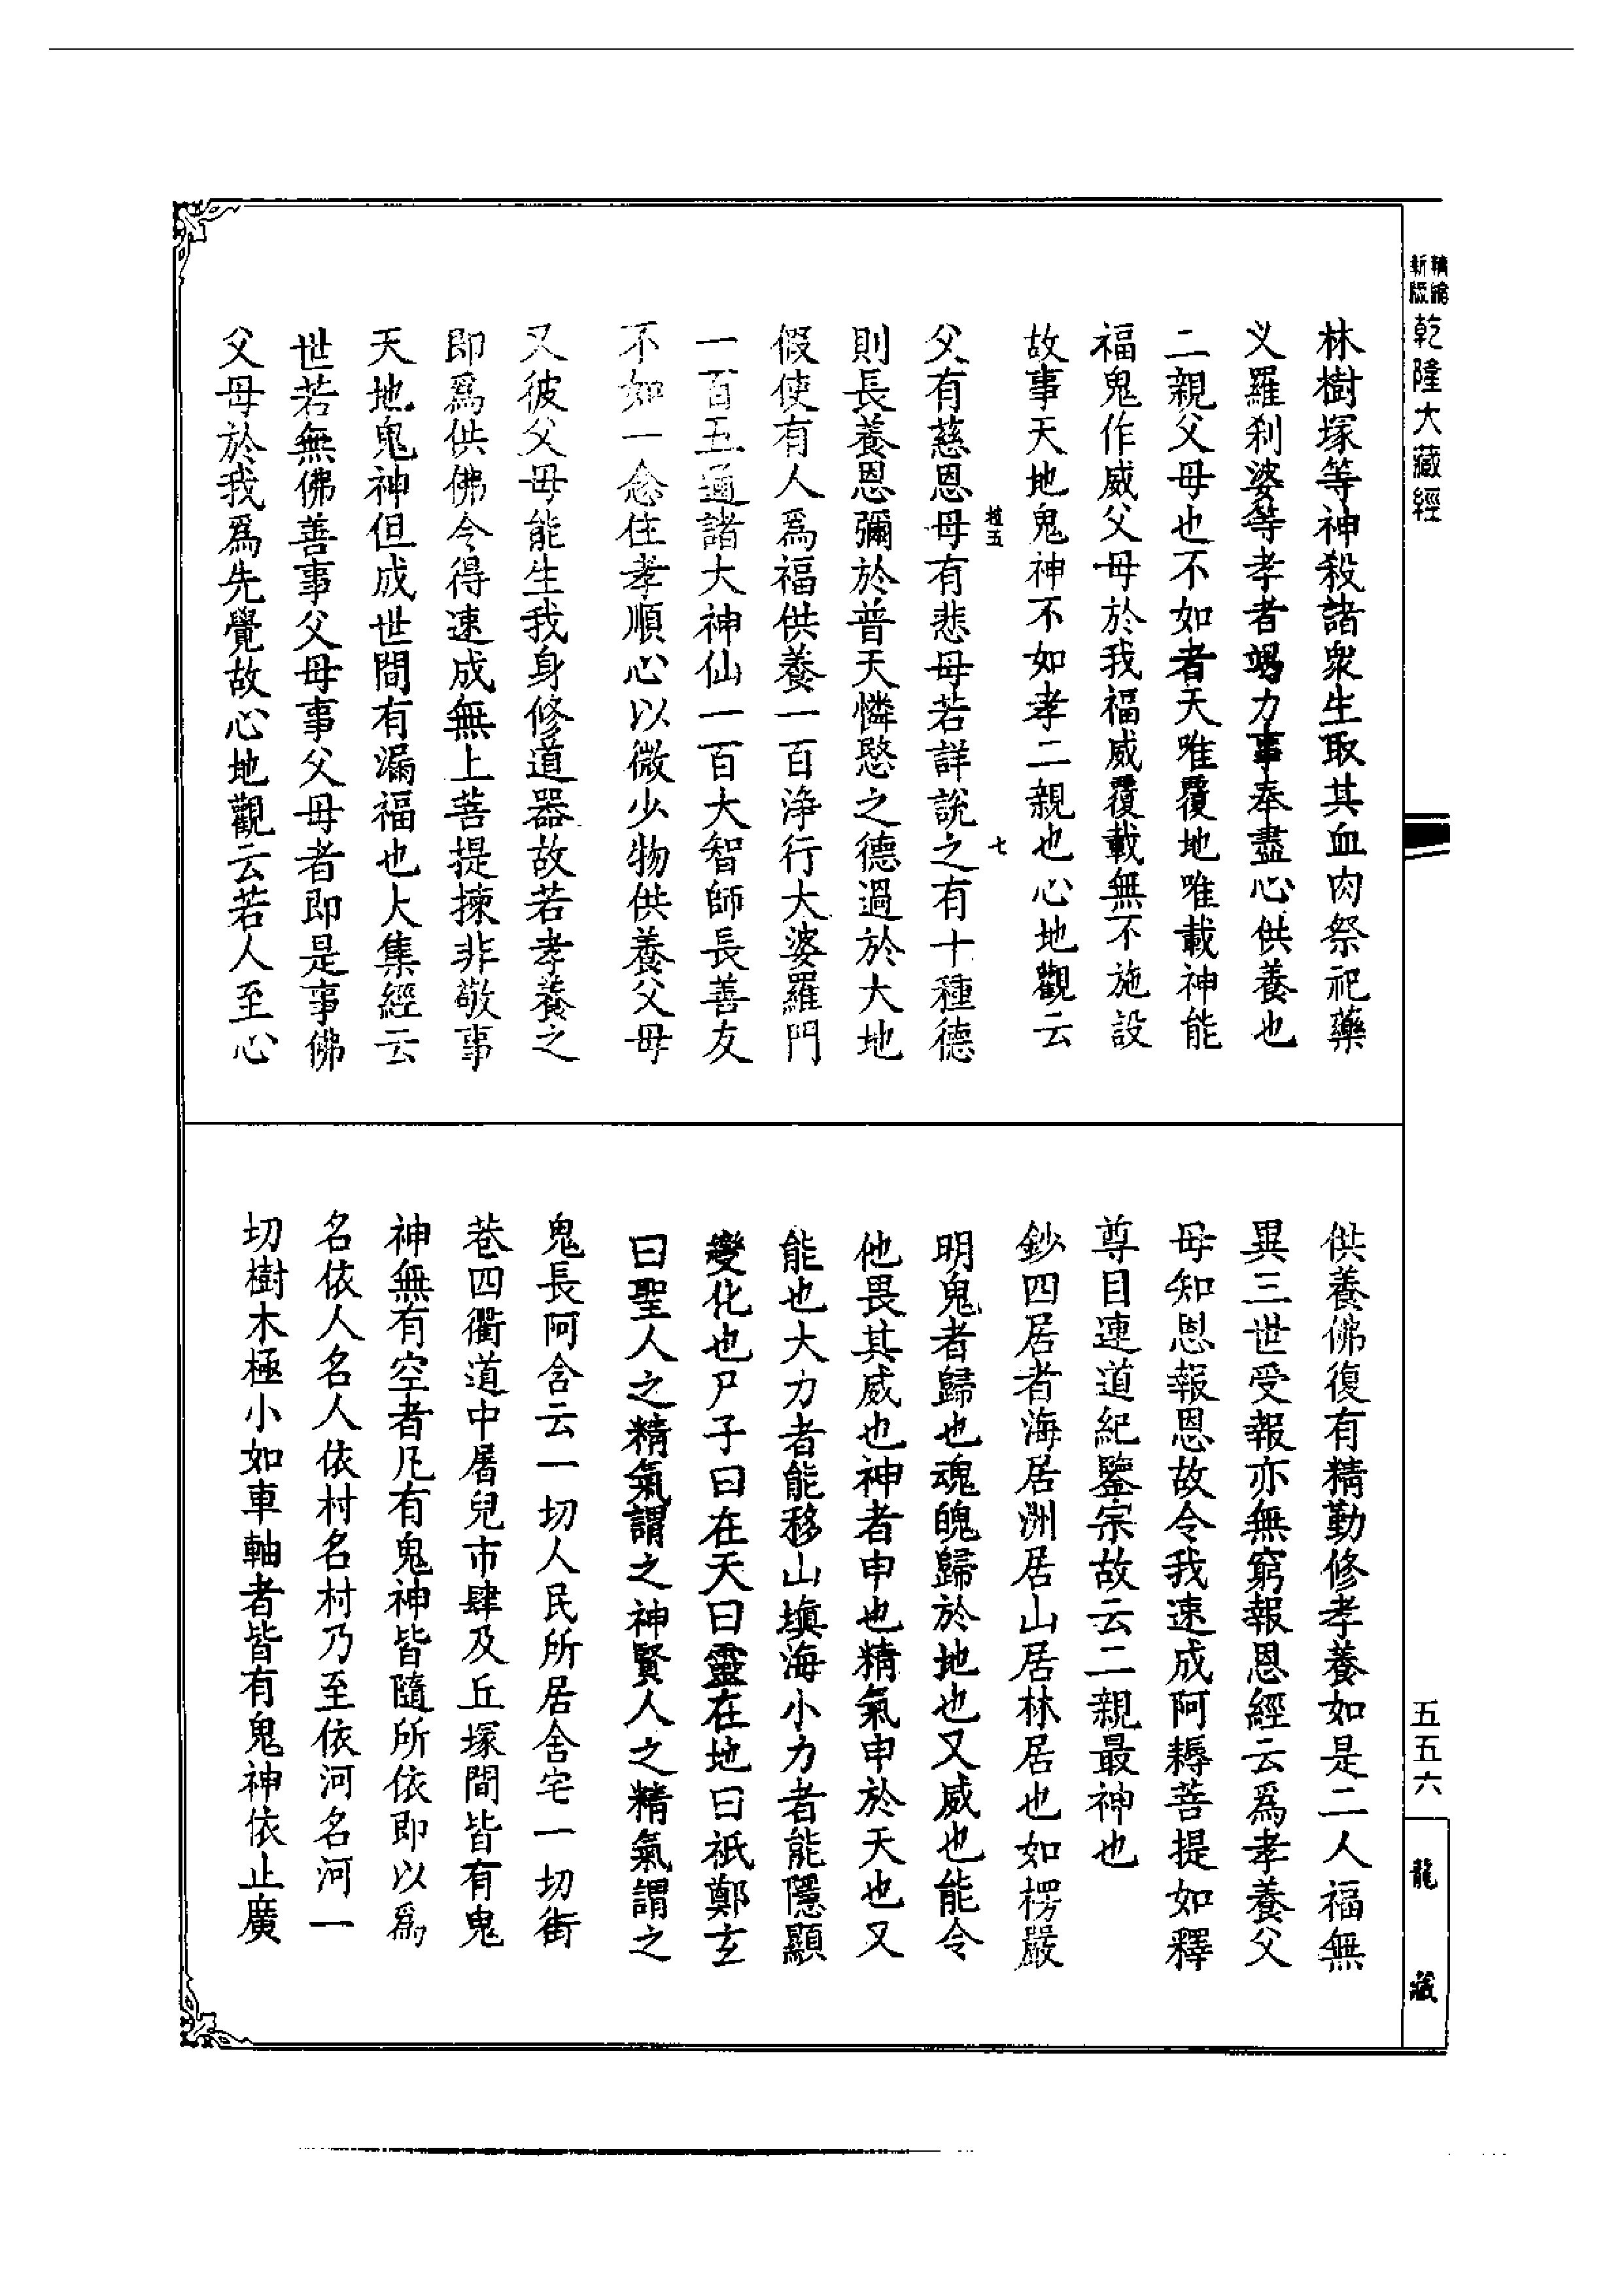 精縮
新版
乾隆大藏經
林樹塚等神殺諸衆生取其血肉祭祀藥
义羅刹婆等孝者竭力事奉盡心供養也
二親父母也不如者天唯覆地唯載神能
福鬼作威父母於我福威覆載無不施設
故事天地鬼神不如孝二親也心地觀云
植五
七
父有慈恩母有悲母若詳說之有十種德
則長養恩彌於普天憐愍之德過於大地
假使有人爲福供養一百淨行大婆羅門
一百五通諸大神仙一百大智師長善友
不如一念住孝順心以微少物供養父母
又彼父母能生我身修道器故若孝養之
即爲供佛令得速成無上菩提揀非敬事
天地鬼神但成世間有漏福也大集經云
世若無佛善事父母事父母者即是事佛
父母於我爲先覺故心地觀云若人至心
供養佛復有精勤修孝養如是二人福無
異三世受報亦無窮報恩經云爲孝養父
母知恩報恩故令我速成阿耨菩提如釋
尊目連道紀鑒宗故云二親最神也
鈔四居者海居洲居山居林居也如楞嚴
明鬼者歸也魂魄歸於地也又威也能令
他畏其威也神者申也精氣申於天也又
能也大力者能移山塡海小力者能隱顯
變化也尸子曰在天曰靈在地曰祇鄭玄
曰聖人之精氣謂之神賢人之精氣謂之
鬼長阿含云一切人民所居舍宅一切街
巷四衢道中屠兒市肆及丘塚間皆有鬼
神無有空者凡有鬼神皆隨所依即以爲
名依人名人依村名村乃至依河名河一
切樹木極小如車軸者皆有鬼神依止廣
五五六
龍藏